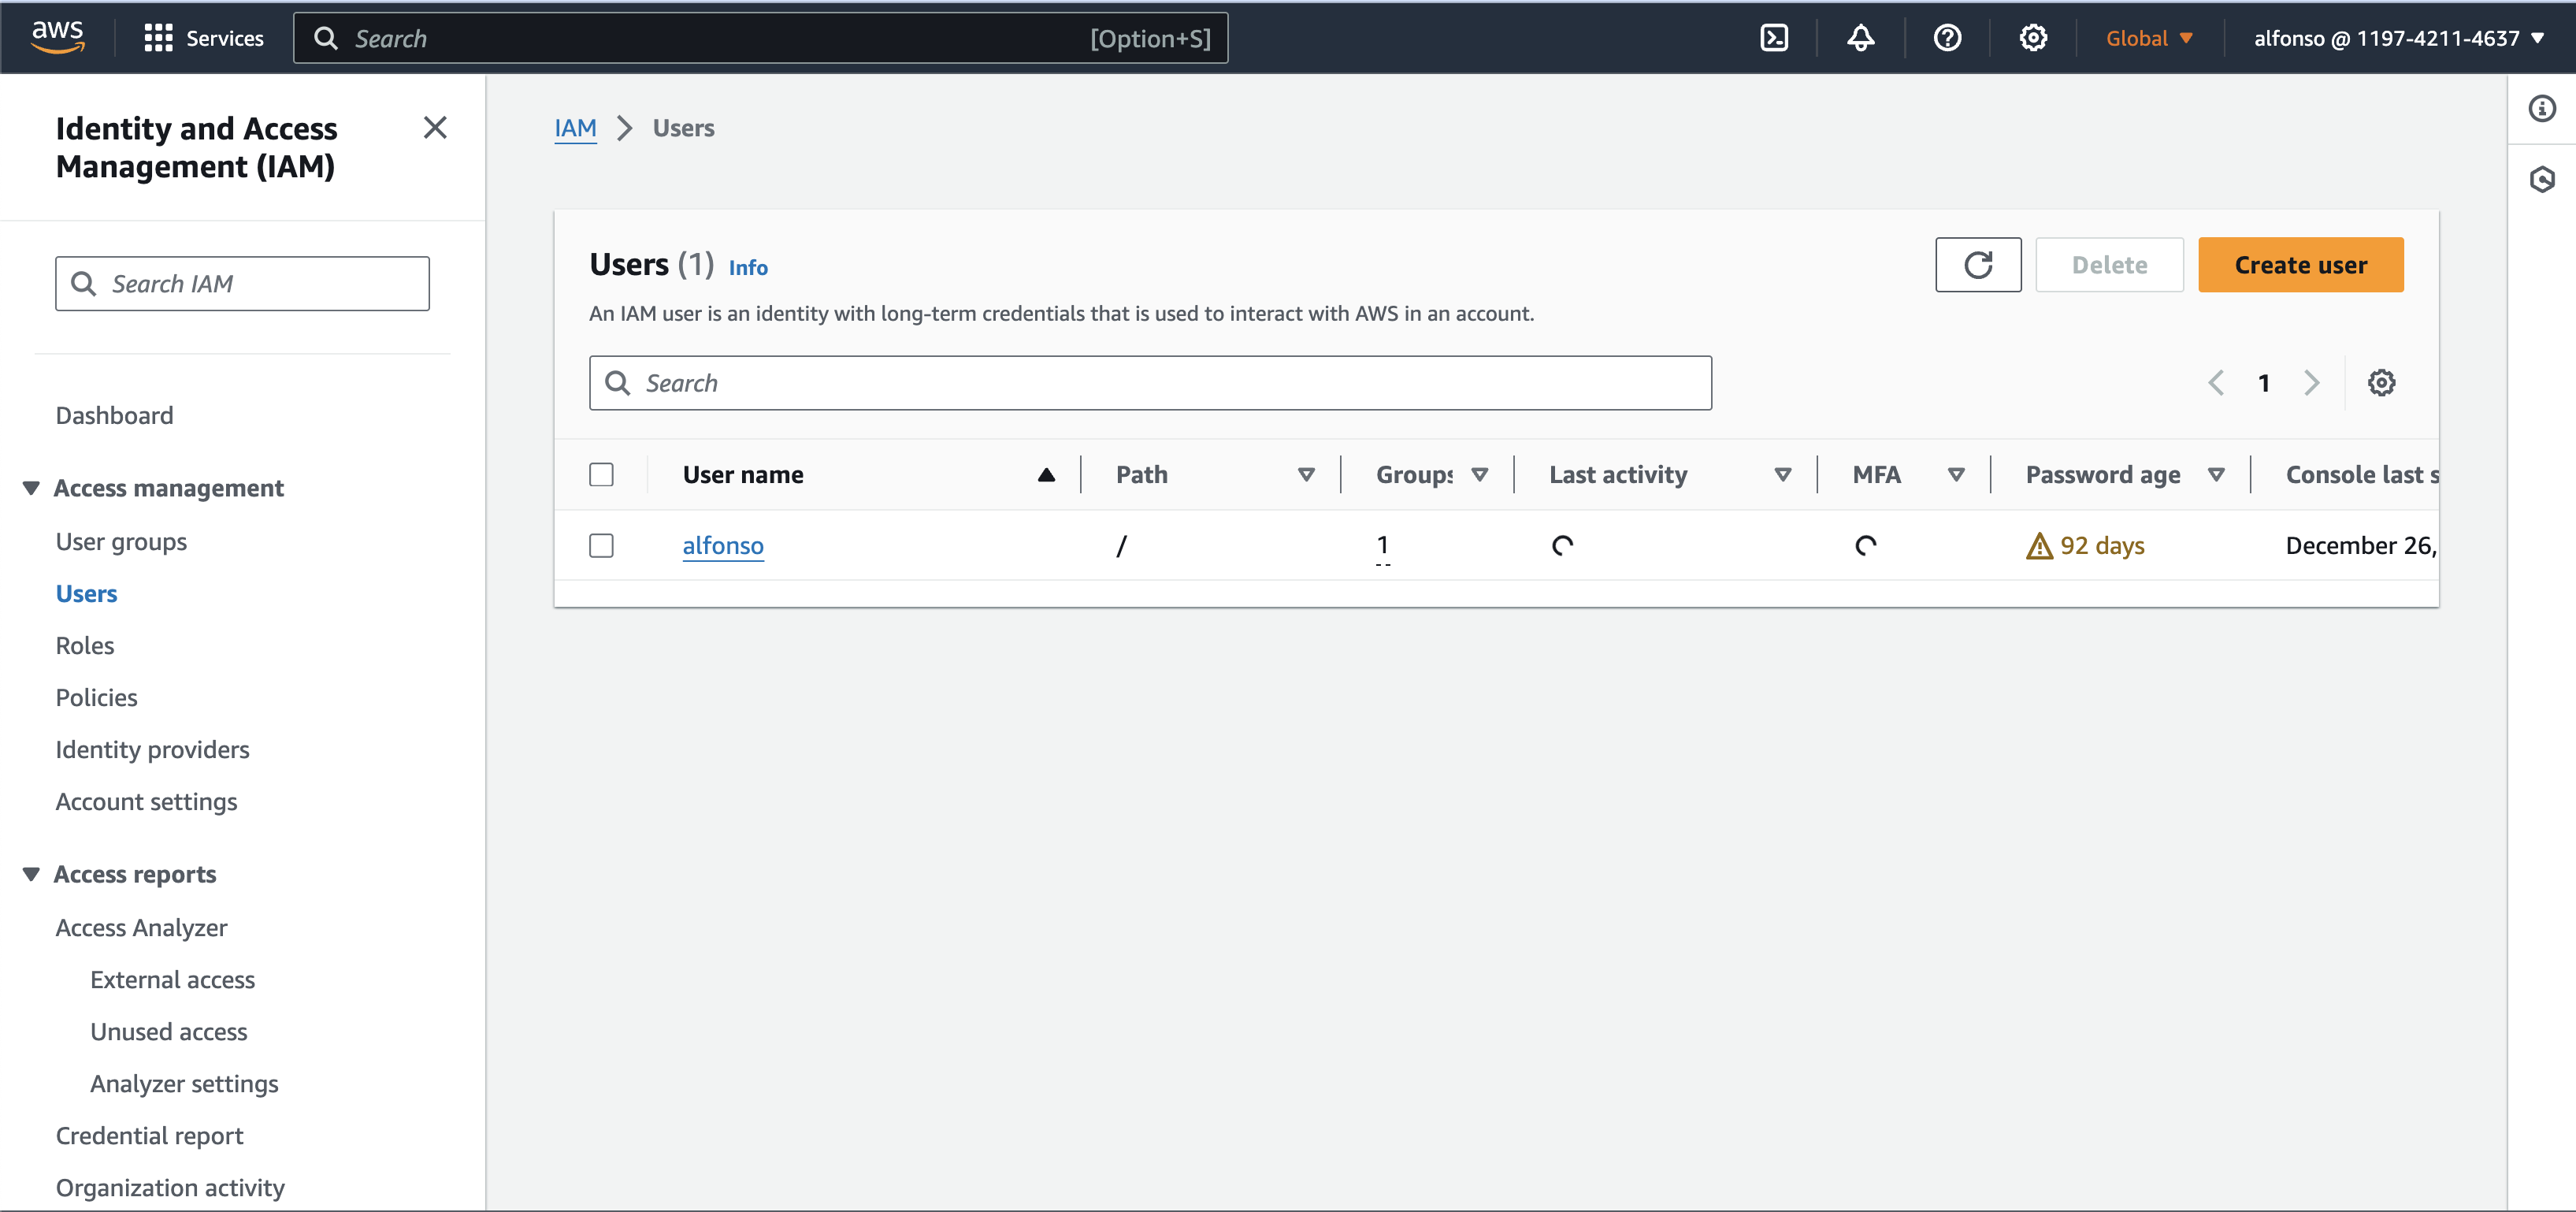 aws
Services
Search
[Option+S]
Global
alfonso @ 1197-4211-4637
Identity and Access
Management (IAM)
Search IAM
Dashboard
Access management
User groups
Users
Roles
Policies
Identity providers
Account settings
Access reports
Access Analyzer
External access
Unused access
Analyzer settings
Credential report
Organization activity
IAM
Users
Users (1) Info
An IAM user is an identity with long-term credentials that is used to interact with AWS in an account.
Delete
Create user
Search
1
User name Path Groups Last activity MFA Password age Console last s
alfonso / 1 92 days December 26,